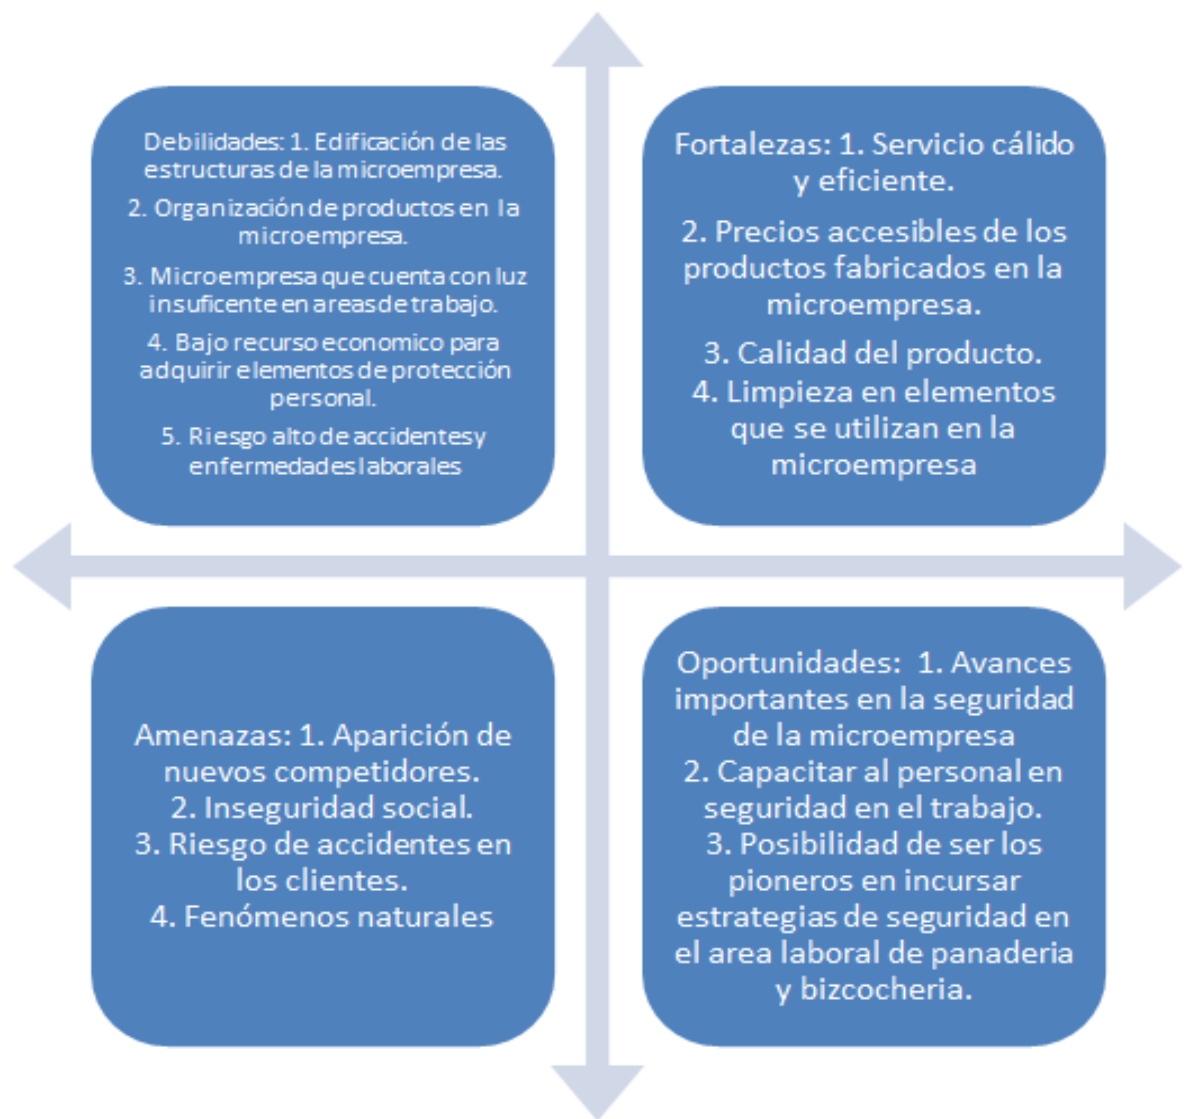 Debilidades: 1. Edificación de las
estructuras de la microempresa.
2. Organización de productos en la
microempresa.
3. Microempresa que cuenta con luz
insuficente en areas de trabajo.
4. Bajo recurso economico para
adquirir elementos de protección
personal.
5. Riesgo alto de accidentes y
enfermedades laborales
Fortalezas: 1. Servicio cálido
y eficiente.
2. Precios accesibles de los
productos fabricados en la
microempresa.
3. Calidad del producto.
4. Limpieza en elementos
que se utilizan en la
microempresa
Amenazas: 1. Aparición de
nuevos competidores.
2. Inseguridad social.
3. Riesgo de accidentes en
los clientes.
4. Fenómenos naturales
Oportunidades: 1. Avances
importantes en la seguridad
de la microempresa
2. Capacitar al personal en
seguridad en el trabajo.
3. Posibilidad de ser los
pioneros en incursar
estrategias de seguridad en
el area laboral de panaderia
y bizcocheria.